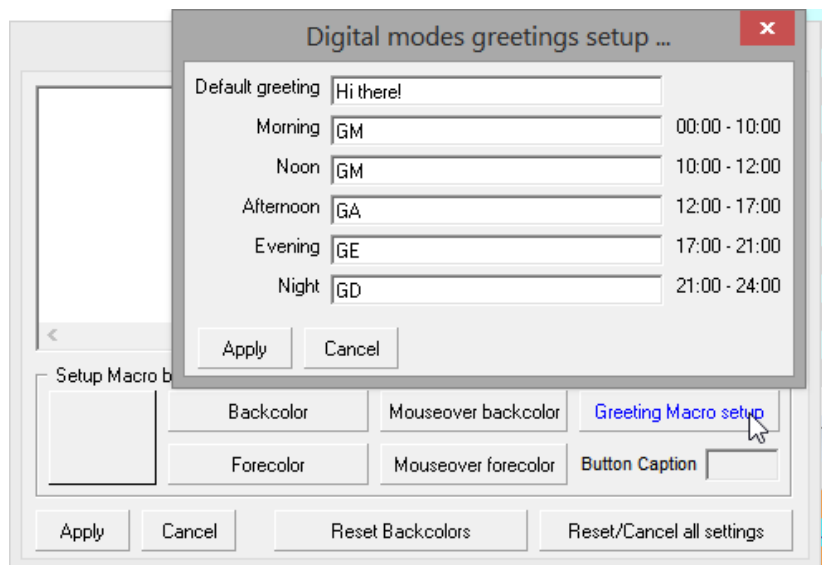 Digital modes greetings setup ...
Default greeting Hi there!
Morning GM 00:00 - 10:00
Noon GM 10:00 - 12:00
Afternoon GA 12:00 - 17:00
Evening GE 17:00 - 21:00
Night GD 21:00 - 24:00
Apply Cancel
Setup Macro b
Backcolor Mouseover backcolor Greeting Macro setup
Forecolor Mouseover forecolor Button Caption
Apply Cancel Reset Backcolors Reset/Cancel all settings